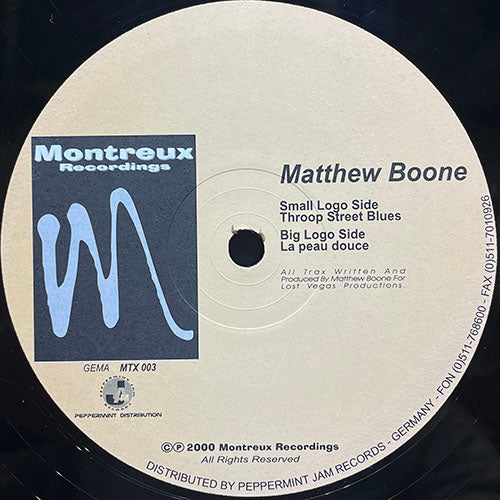 Montreux
Recordings
Matthew Boone
Small Logo Side
Throop Street Blues
Big Logo Side
La peau douce
All Trax Written And
Produced By Matthew Boone For
Lost Vegas Productions.
GEMA MTX 003
PEPPERMINT DISTRIBUTION
©℗ 2000 Montreux Recordings
All Rights Reserved
DISTRIBUTED BY PEPPERMINT JAM RECORDS - GERMANY - FON (0)511-768600 - FAX (0)511-7010926